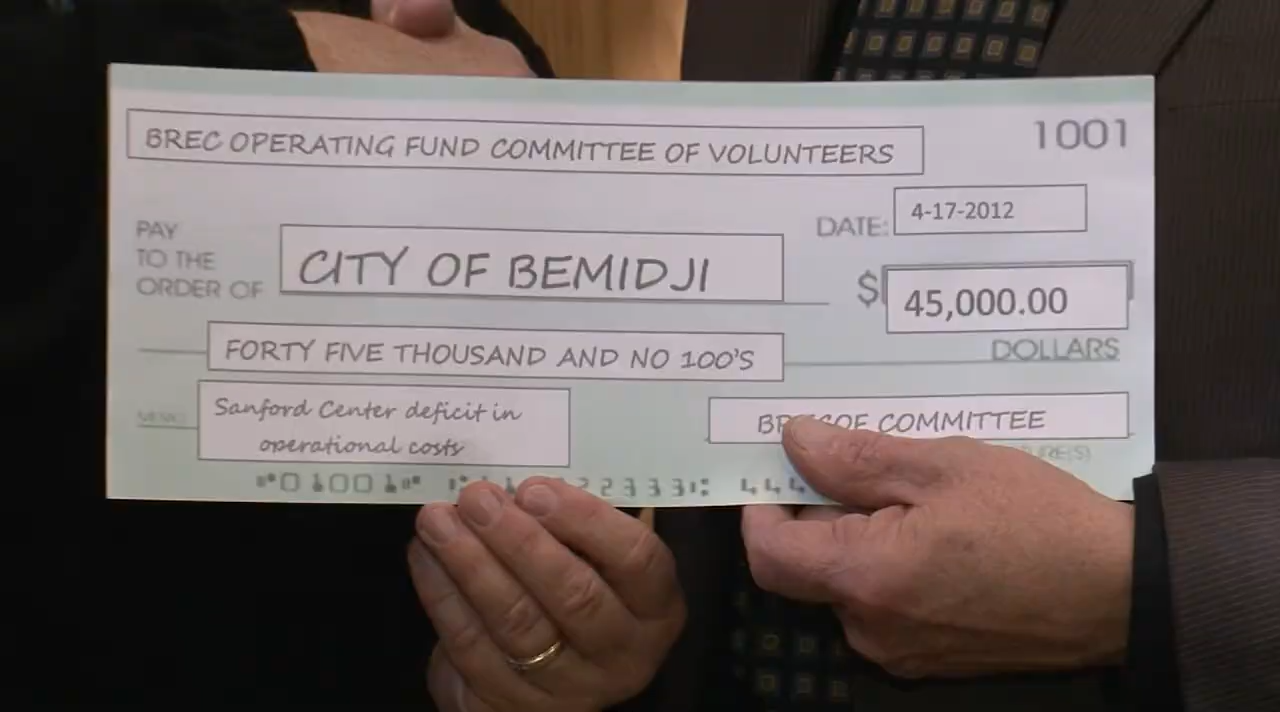 BREC OPERATING FUND COMMITTEE OF VOLUNTEERS
1001
DATE: 4-17-2012
PAY
TO THE
ORDER OF
CITY OF BEMIDJI
$ 45,000.00
FORTY FIVE THOUSAND AND NO 100'S
DOLLARS
MEMO
Sanford Center deficit in
operational costs
COMMITTEE